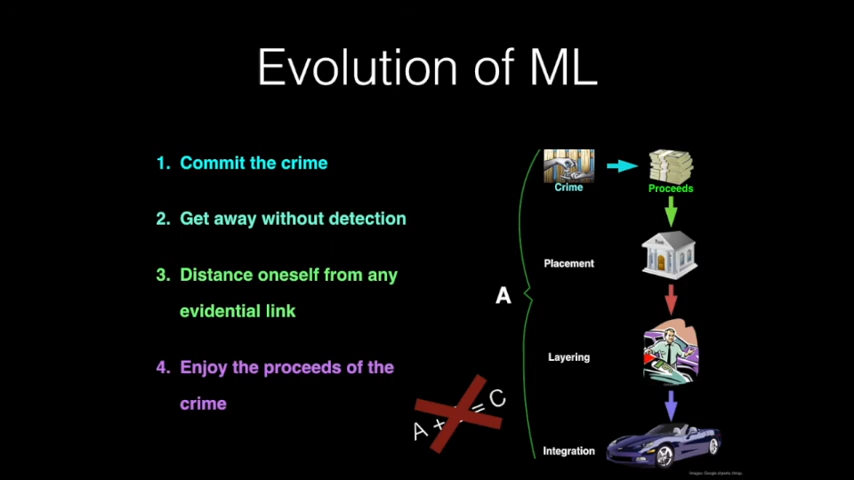 Evolution of ML
1. Commit the crime
2. Get away without detection
3. Distance oneself from any
evidential link
4. Enjoy the proceeds of the
crime
A + = C
A
Crime
Proceeds
Bank
Placement
Layering
Integration